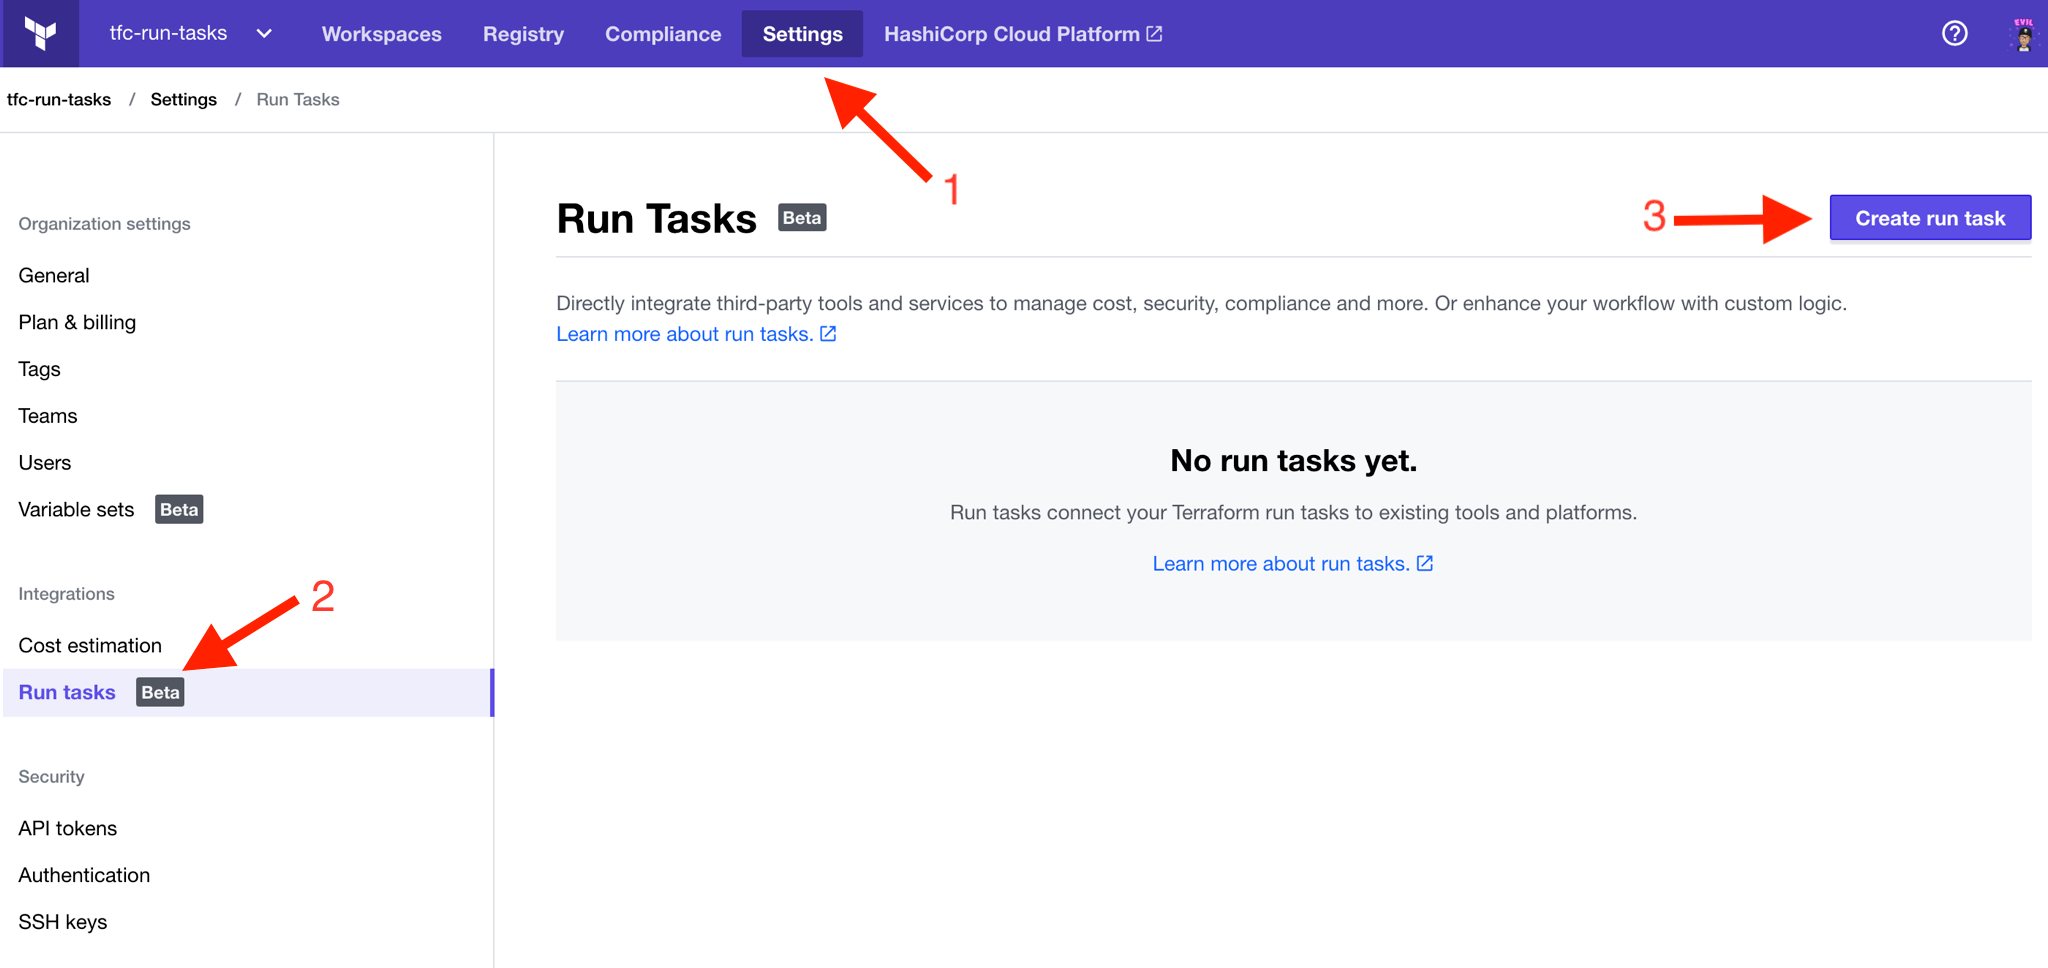 tfc-run-tasks Workspaces Registry Compliance Settings HashiCorp Cloud Platform
EVIL
tfc-run-tasks / Settings / Run Tasks
1
Organization settings
General
Plan & billing
Tags
Teams
Users
Variable sets Beta
Integrations
2
Cost estimation
Run tasks Beta
Security
API tokens
Authentication
SSH keys
Run Tasks Beta
3
Create run task
Directly integrate third-party tools and services to manage cost, security, compliance and more. Or enhance your workflow with custom logic.
Learn more about run tasks.
No run tasks yet.
Run tasks connect your Terraform run tasks to existing tools and platforms.
Learn more about run tasks.